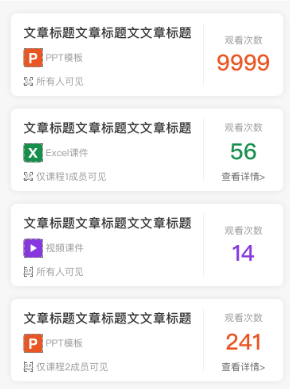 文章标题文章标题文文章标题
P PPT模板
所有人可见
观看次数
9999
文章标题文章标题文文章标题
X Excel课件
仅课程1成员可见
观看次数
56
查看详情>
文章标题文章标题文文章标题
视频课件
所有人可见
观看次数
14
文章标题文章标题文文章标题
P PPT模板
仅课程2成员可见
观看次数
241
查看详情>